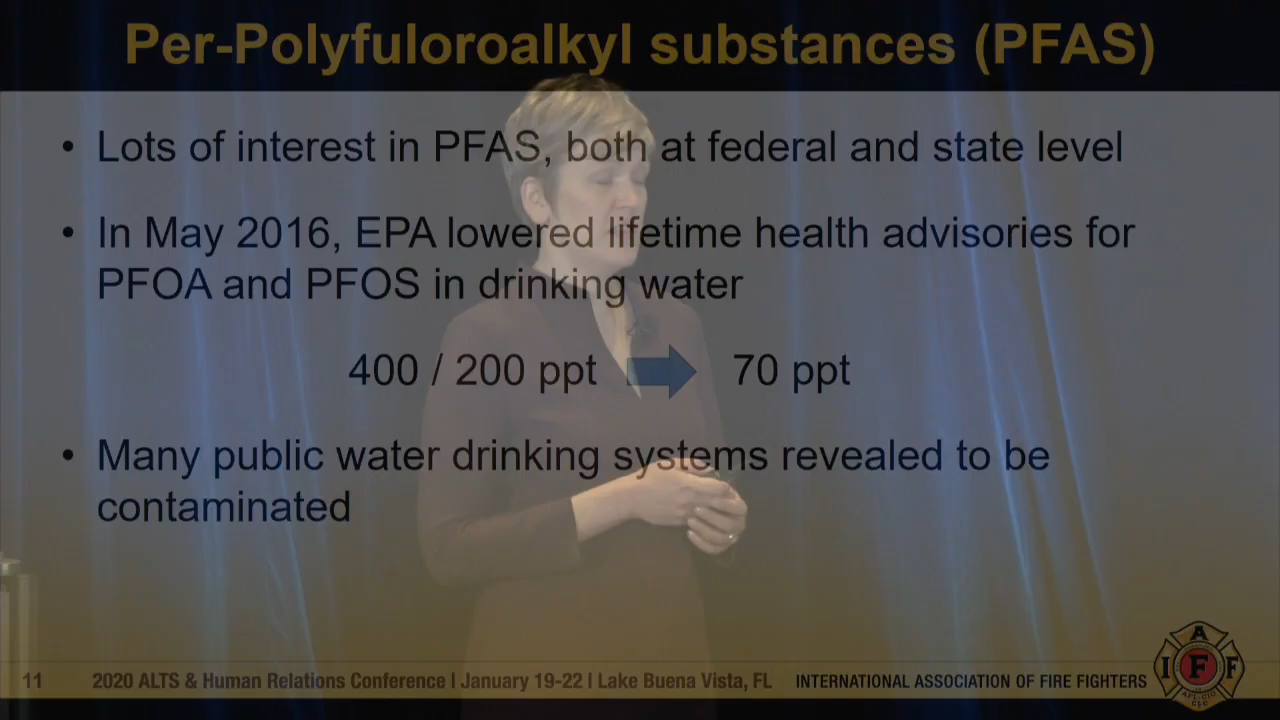 Per-Polyfuloroalkyl substances (PFAS)
• Lots of interest in PFAS, both at federal and state level
• In May 2016, EPA lowered lifetime health advisories for
PFOA and PFOS in drinking water
400 / 200 ppt 70 ppt
• Many public water drinking systems revealed to be
contaminated
11 2020 ALTS & Human Relations Conference | January 19-22 | Lake Buena Vista, FL INTERNATIONAL ASSOCIATION OF FIRE FIGHTERS
A
I F F
AFL-CIO
CLC